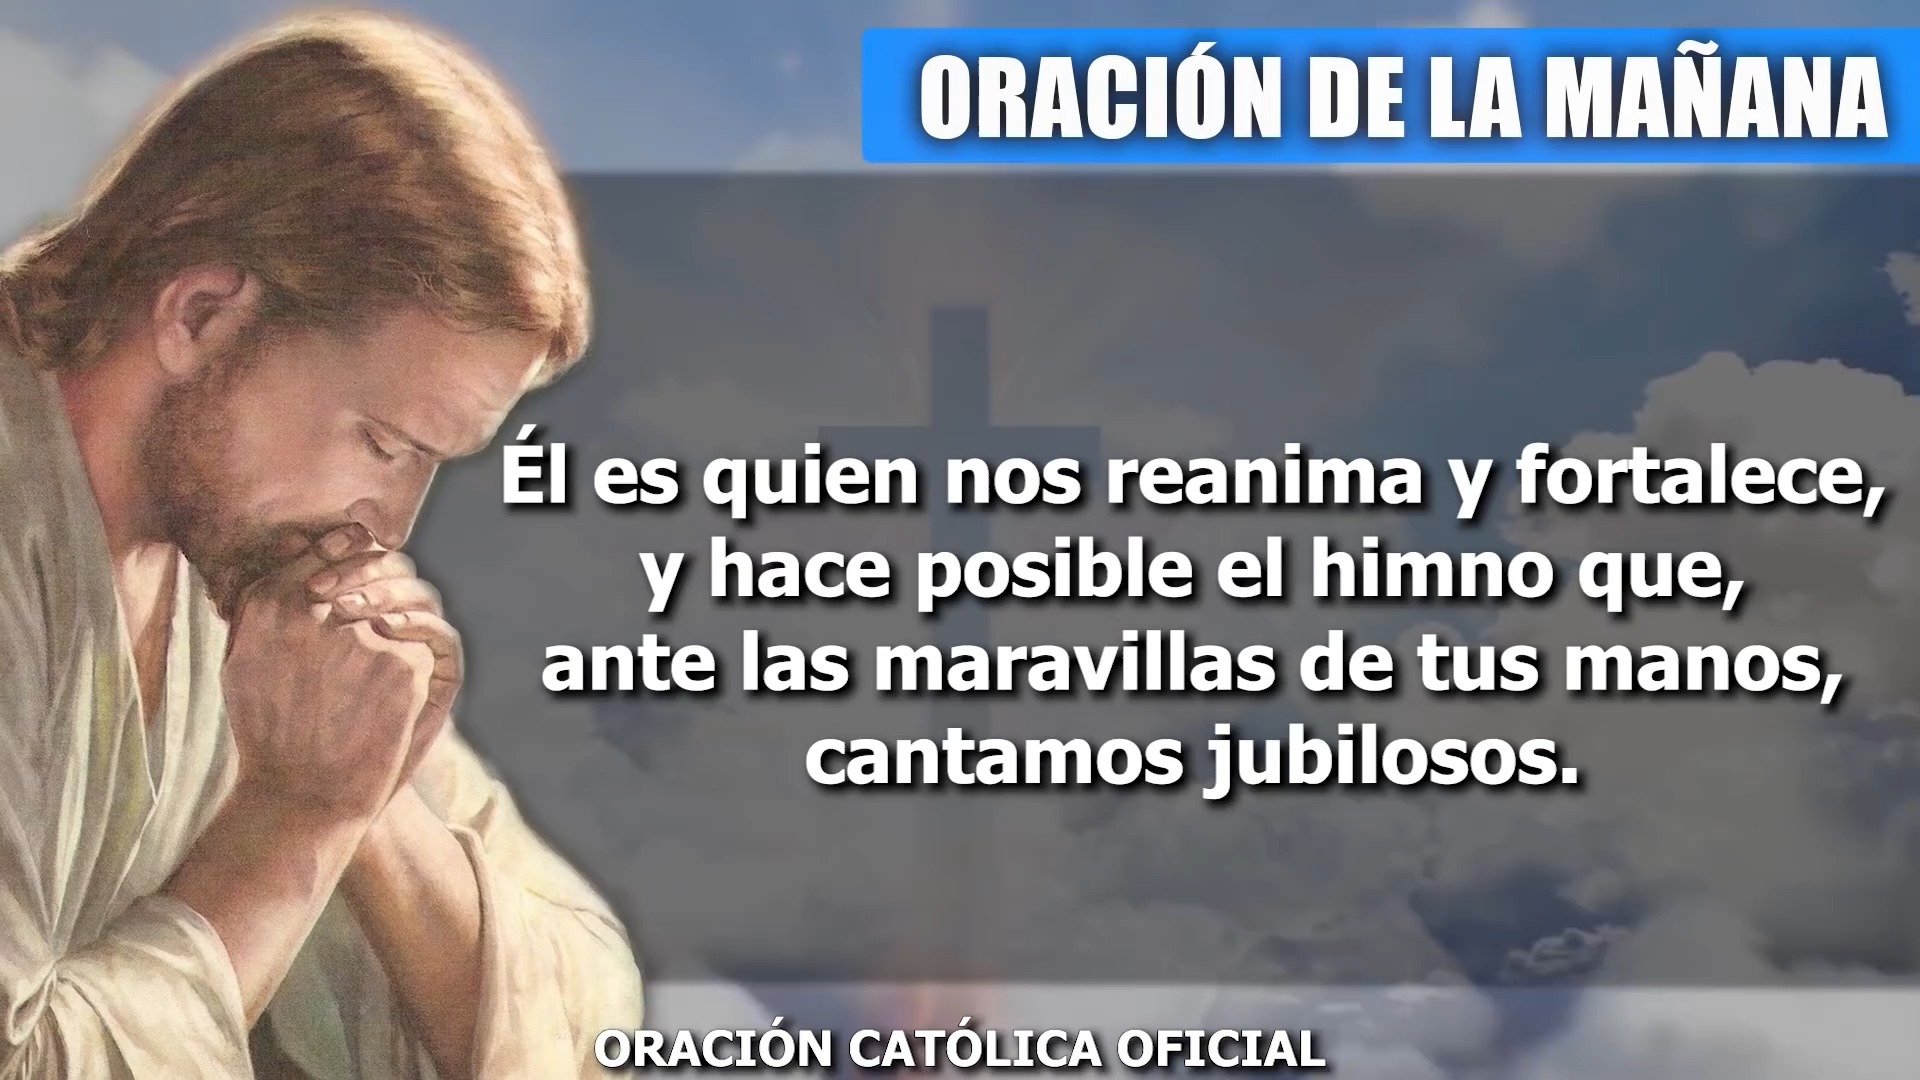 ORACIÓN DE LA MAÑANA
Él es quien nos reanima y fortalece,
y hace posible el himno que,
ante las maravillas de tus manos,
cantamos jubilosos.
ORACIÓN CATÓLICA OFICIAL